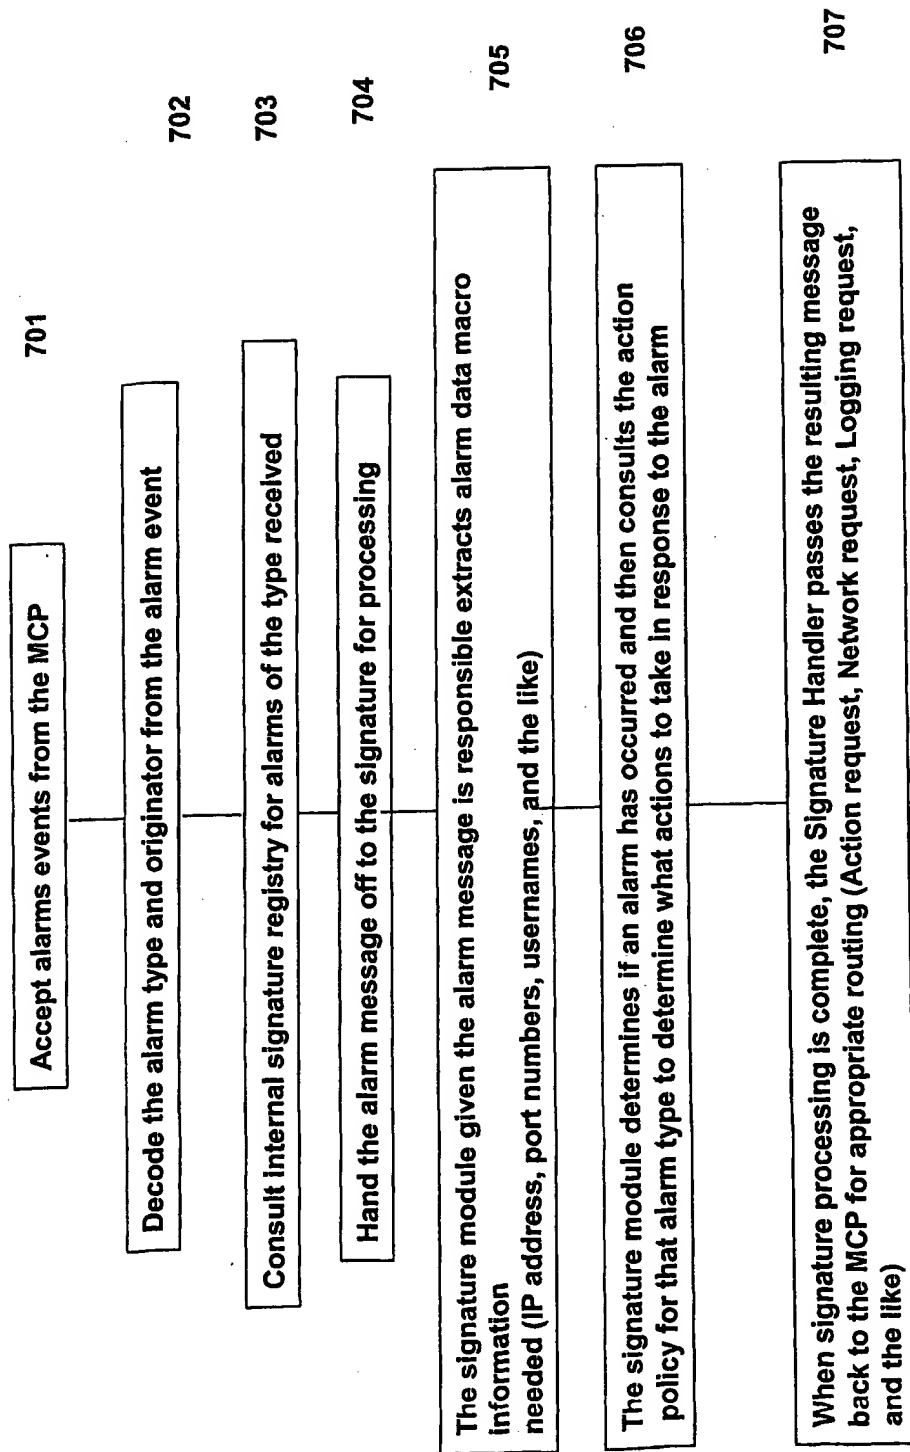 701
Accept alarms events from the MCP
702
Decode the alarm type and originator from the alarm event
703
Consult internal signature registry for alarms of the type received
704
Hand the alarm message off to the signature for processing
705
The signature module given the alarm message is responsible extracts alarm data macro
information
needed (IP address, port numbers, usernames, and the like)
706
The signature module determines if an alarm has occurred and then consults the action
policy for that alarm type to determine what actions to take in response to the alarm
707
When signature processing is complete, the Signature Handler passes the resulting message
back to the MCP for appropriate routing (Action request, Network request, Logging request,
and the like)